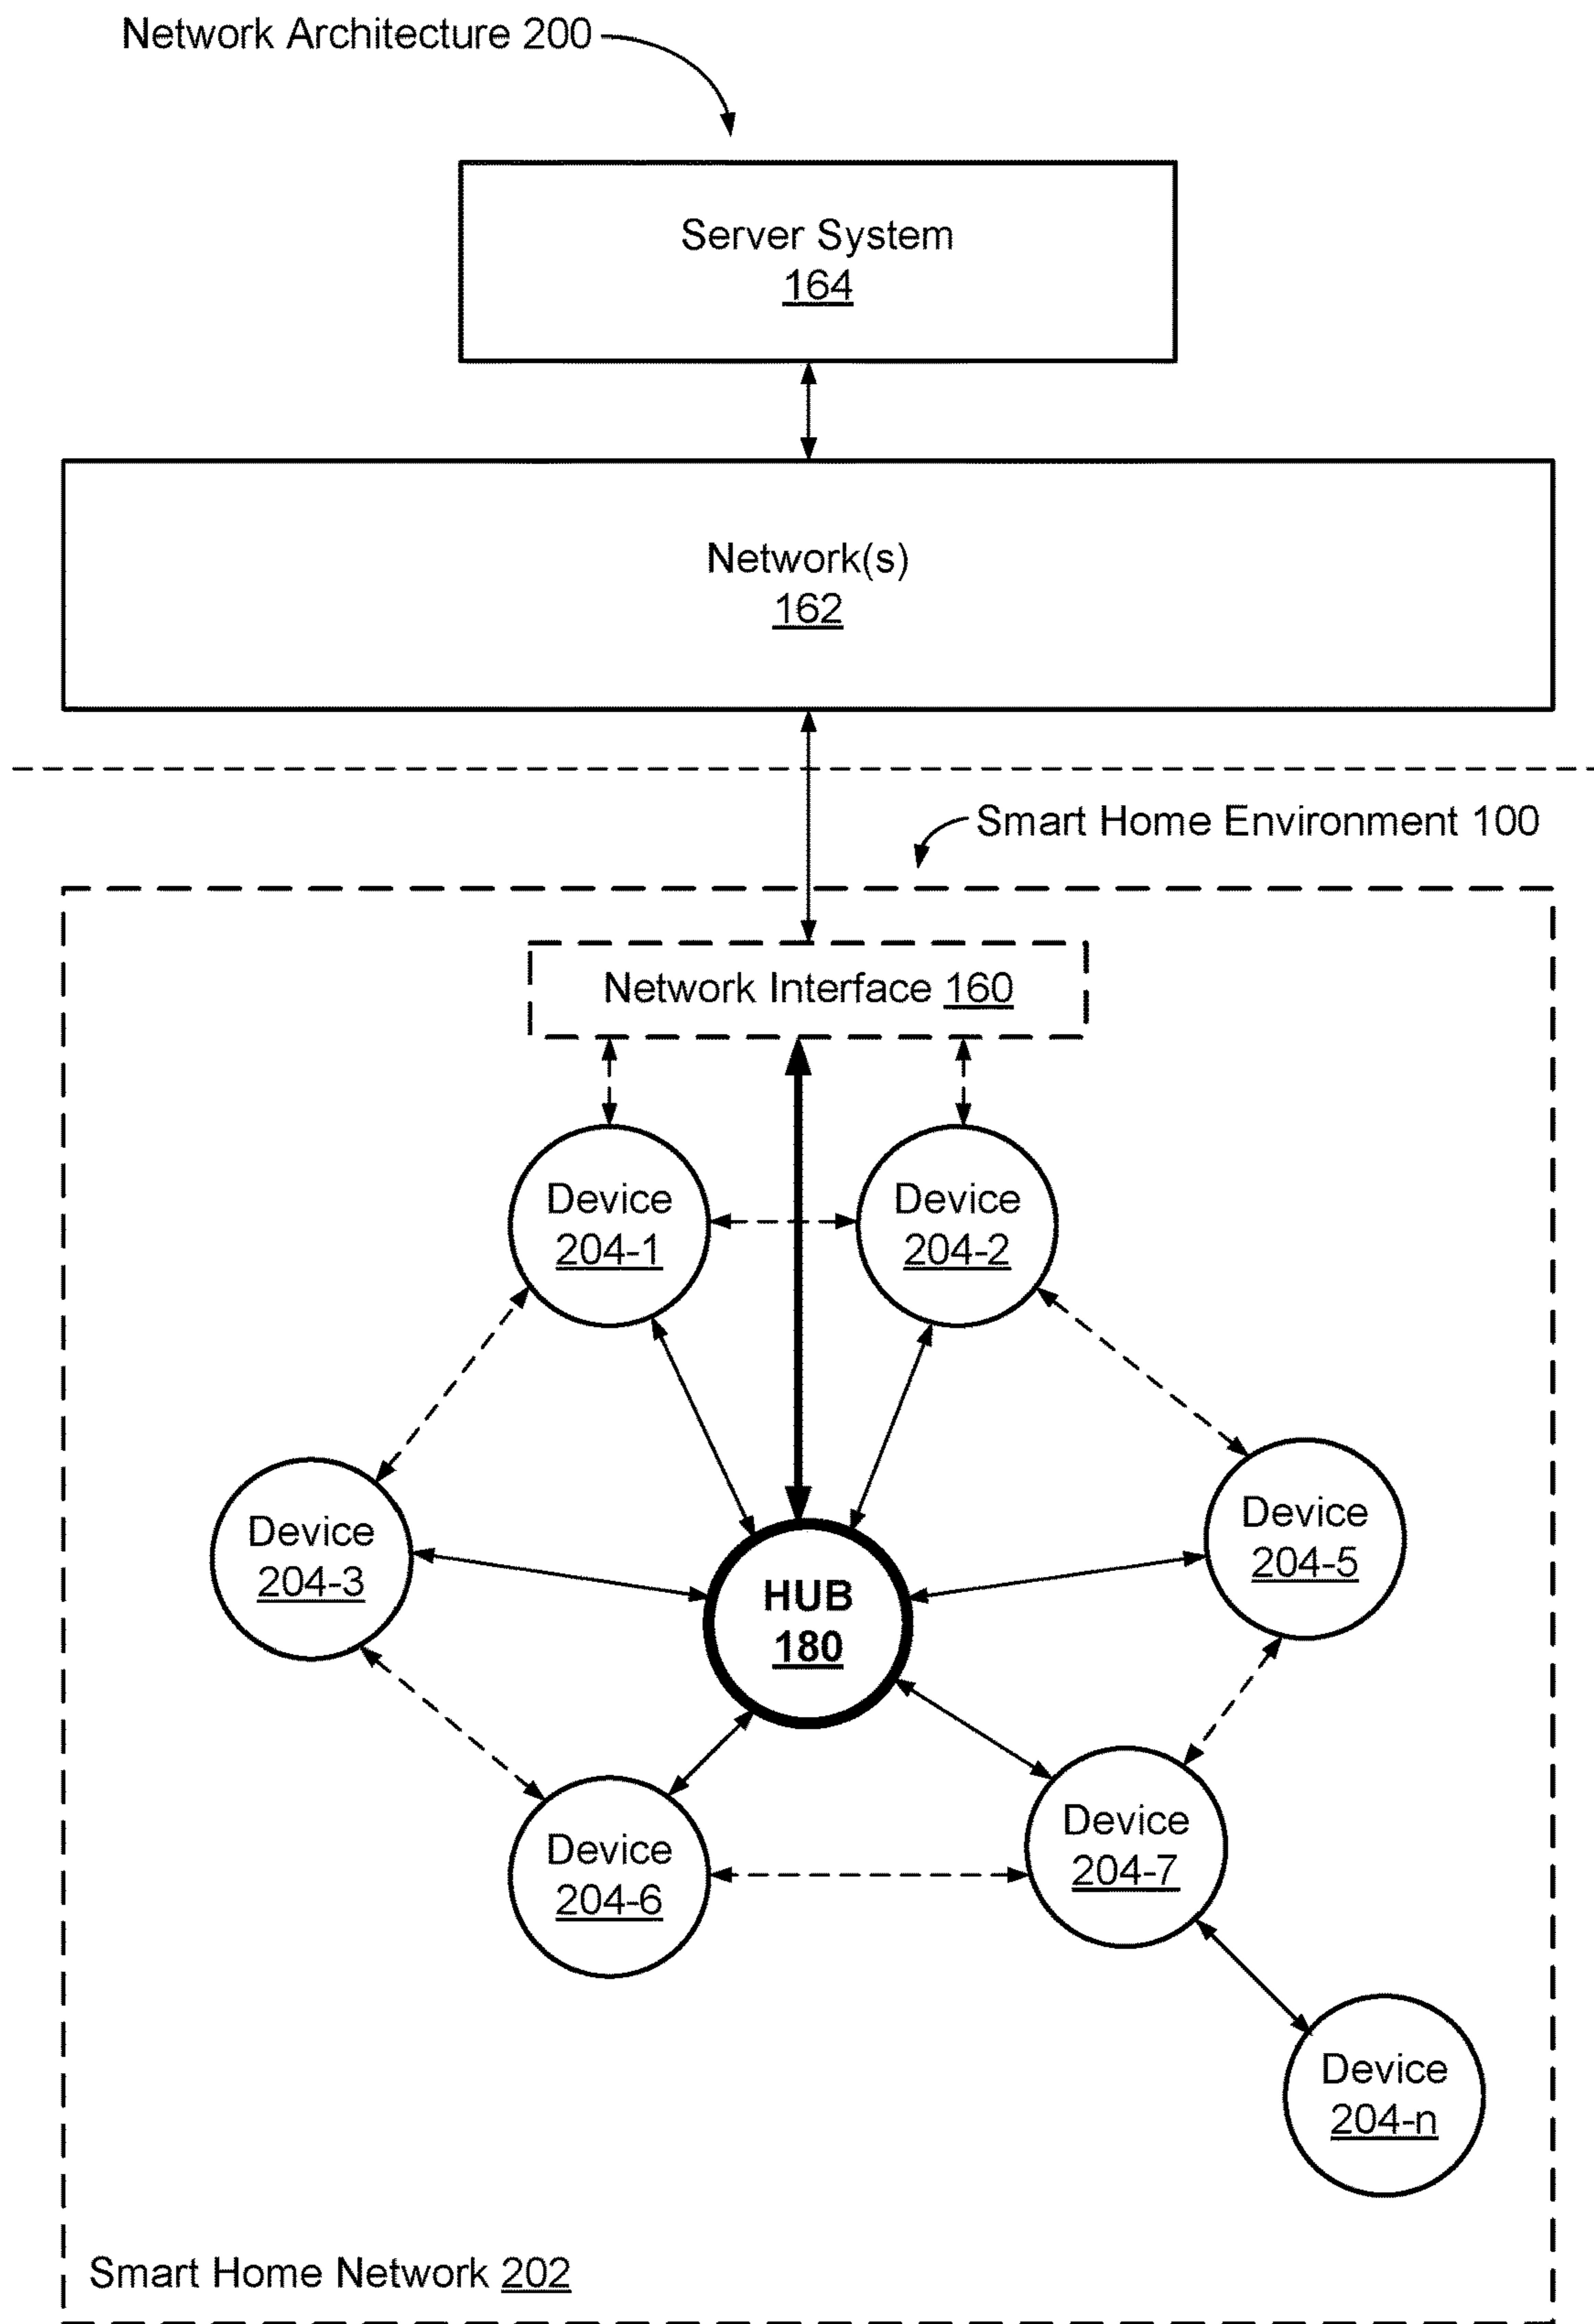 Network Architecture 200
Server System
164
Network(s)
162
Smart Home Environment 100
Network Interface 160
Device
204-1
Device
204-2
Device
204-3
Device
204-5
HUB
180
Device
204-6
Device
204-7
Device
204-n
Smart Home Network 202